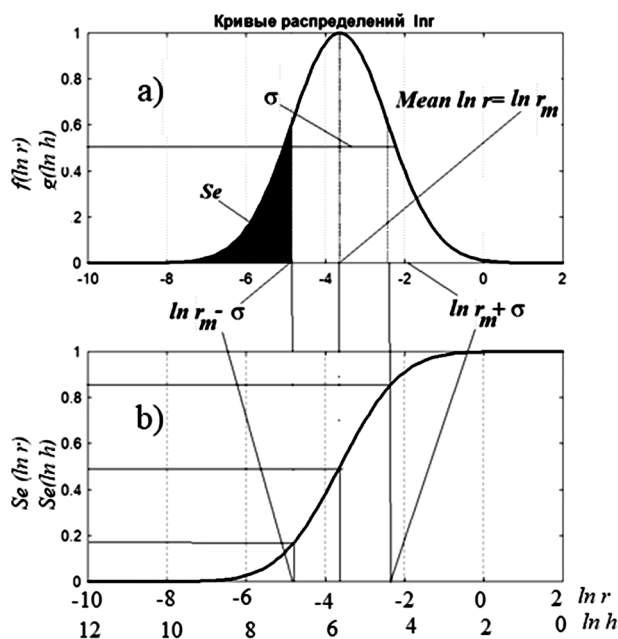 Кривые распределений lnr
1
a)
σ
Mean ln r= ln rm
0.8
0.6
f(ln r)
g(ln h)
0.4
Se
0.2
0
-10 -8 -6 -4 -2 0 2
ln rm- σ
ln rm+ σ
1
b)
0.8
0.6
Se (ln r)
Se(ln h)
0.4
0.2
0
-10 -8 -6 -4 -2 0 2 ln r
12 10 8 6 4 2 0 ln h